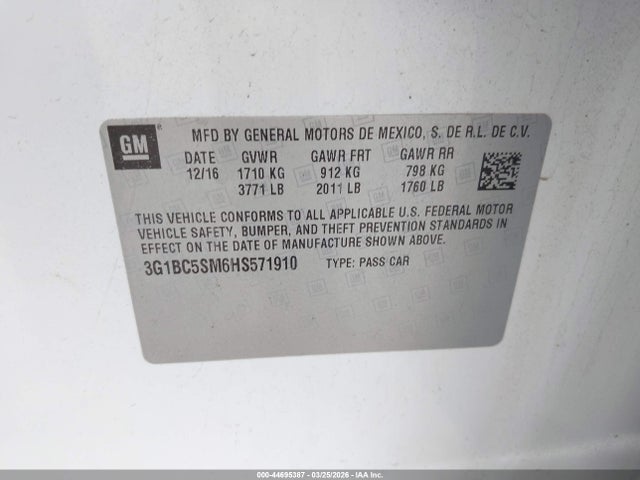 GM
MFD BY GENERAL MOTORS DE MEXICO, S. DE R.L. DE C.V.
DATE GVWR GAWR FRT GAWR RR
12/16 1710 KG 912 KG 798 KG
3771 LB 2011 LB 1760 LB
THIS VEHICLE CONFORMS TO ALL APPLICABLE U.S. FEDERAL MOTOR
VEHICLE SAFETY, BUMPER, AND THEFT PREVENTION STANDARDS IN
EFFECT ON THE DATE OF MANUFACTURE SHOWN ABOVE.
3G1BC5SM6HS571910 TYPE: PASS CAR
000-44695387 - 03/25/2026 - IAA Inc.